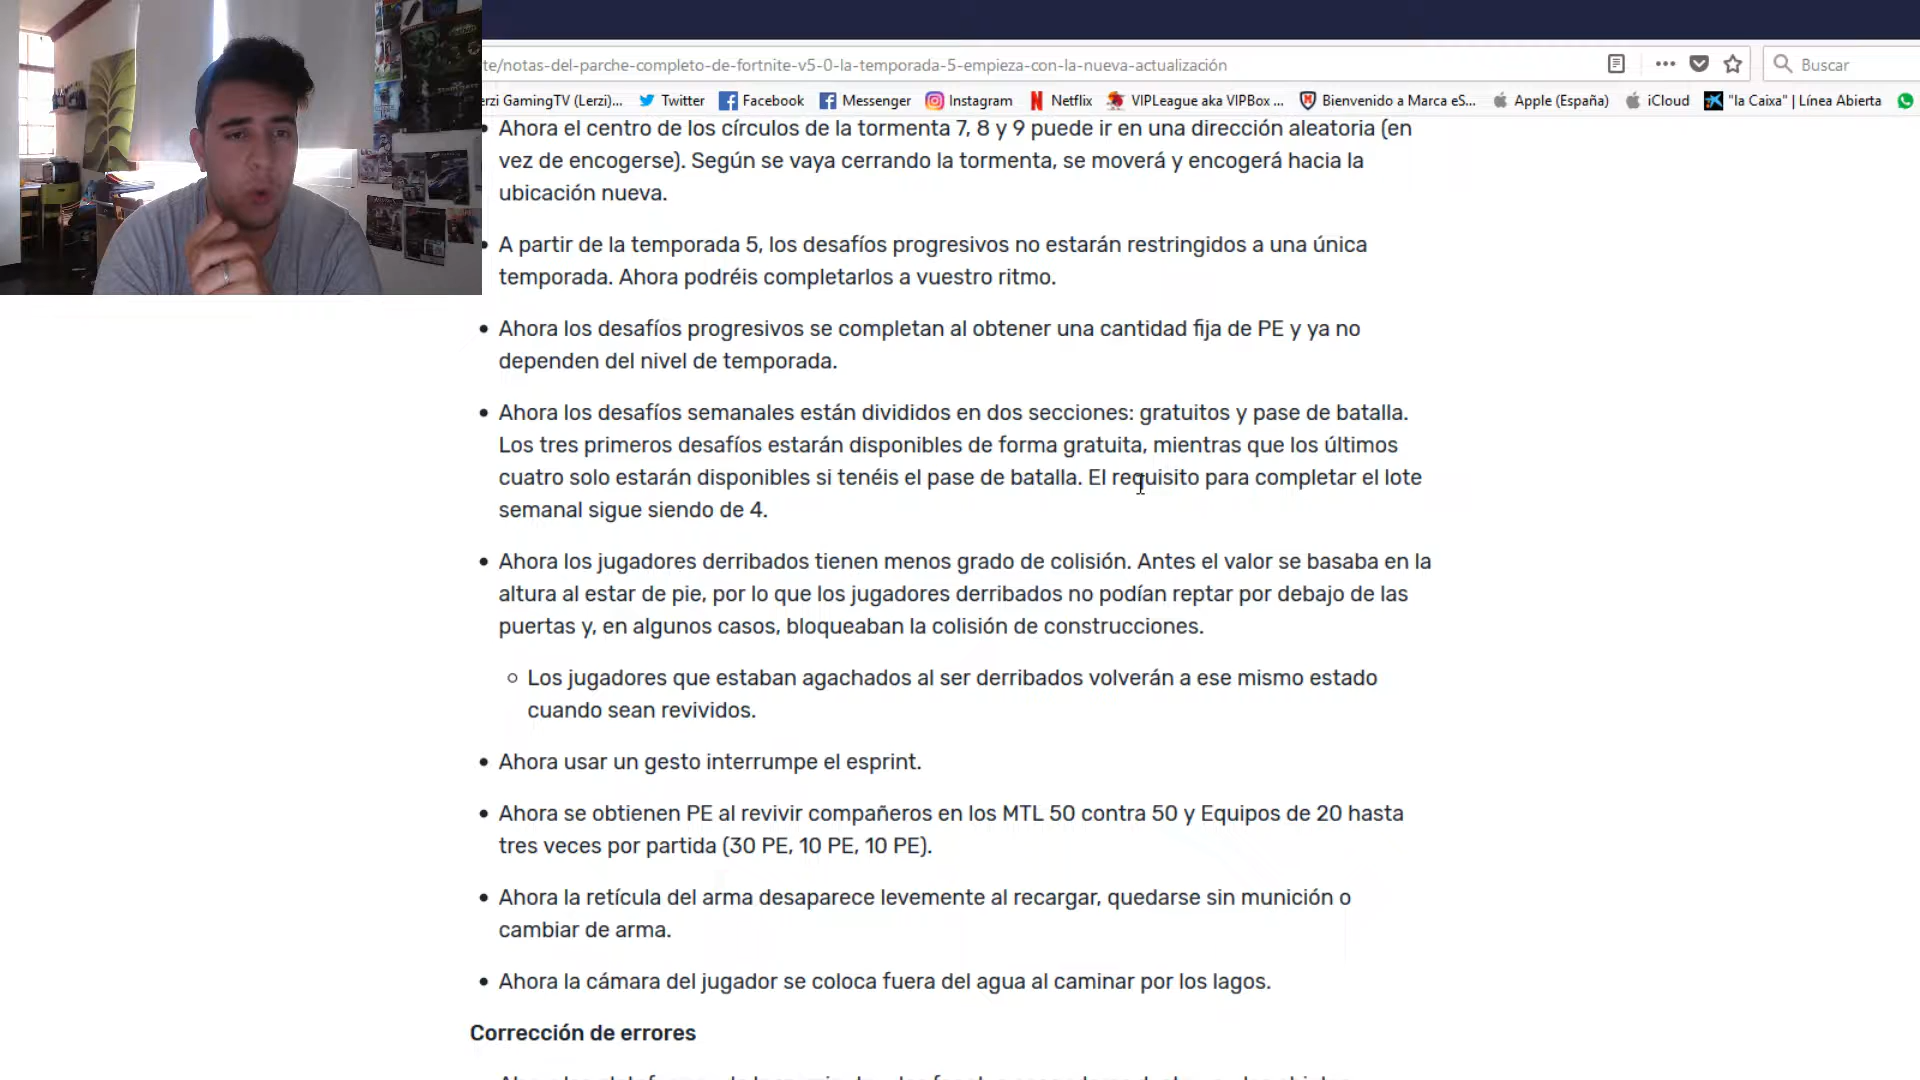 te/notas-del-parche-completo-de-fortnite-v5-0-la-temporada-5-empieza-con-la-nueva-actualización
Buscar
erzi GamingTV (Lerzi)... Twitter Facebook Messenger Instagram Netflix VIPLeague aka VIPBox ... Bienvenido a Marca eS... Apple (España) iCloud "la Caixa" | Línea Abierta
Ahora el centro de los círculos de la tormenta 7, 8 y 9 puede ir en una dirección aleatoria (en
vez de encogerse). Según se vaya cerrando la tormenta, se moverá y encogerá hacia la
ubicación nueva.
A partir de la temporada 5, los desafíos progresivos no estarán restringidos a una única
temporada. Ahora podréis completarlos a vuestro ritmo.
Ahora los desafíos progresivos se completan al obtener una cantidad fija de PE y ya no
dependen del nivel de temporada.
Ahora los desafíos semanales están divididos en dos secciones: gratuitos y pase de batalla.
Los tres primeros desafíos estarán disponibles de forma gratuita, mientras que los últimos
cuatro solo estarán disponibles si tenéis el pase de batalla. El requisito para completar el lote
semanal sigue siendo de 4.
Ahora los jugadores derribados tienen menos grado de colisión. Antes el valor se basaba en la
altura al estar de pie, por lo que los jugadores derribados no podían reptar por debajo de las
puertas y, en algunos casos, bloqueaban la colisión de construcciones.
Los jugadores que estaban agachados al ser derribados volverán a ese mismo estado
cuando sean revividos.
Ahora usar un gesto interrumpe el esprint.
Ahora se obtienen PE al revivir compañeros en los MTL 50 contra 50 y Equipos de 20 hasta
tres veces por partida (30 PE, 10 PE, 10 PE).
Ahora la retícula del arma desaparece levemente al recargar, quedarse sin munición o
cambiar de arma.
Ahora la cámara del jugador se coloca fuera del agua al caminar por los lagos.
Corrección de errores